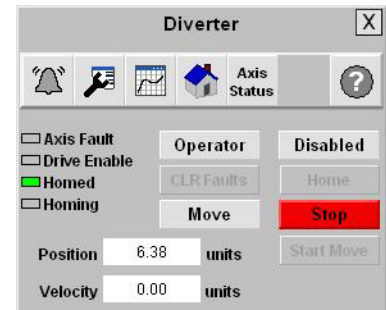 Diverter
X
Axis
Status
?
Axis Fault
Drive Enable
Homed
Homing
Operator
Disabled
CLR Faults
Home
Move
Stop
Position 6.38 units
Start Move
Velocity 0.00 units